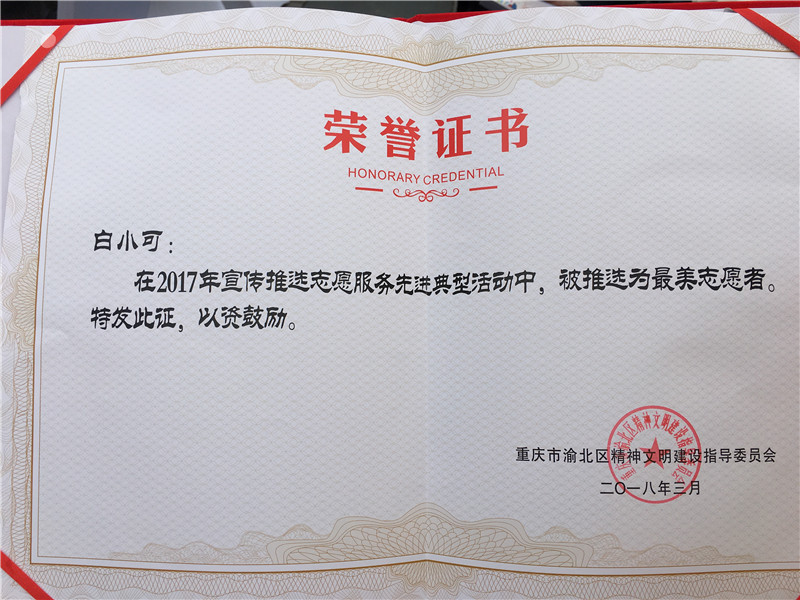 荣誉证书
HONORARY CREDENTIAL
白小可：
在2017年宣传推选志愿服务先进典型活动中，被推选为最美志愿者。
特发此证，以资鼓励。
重庆市渝北区精神文明建设指导委员会
二〇一八年三月